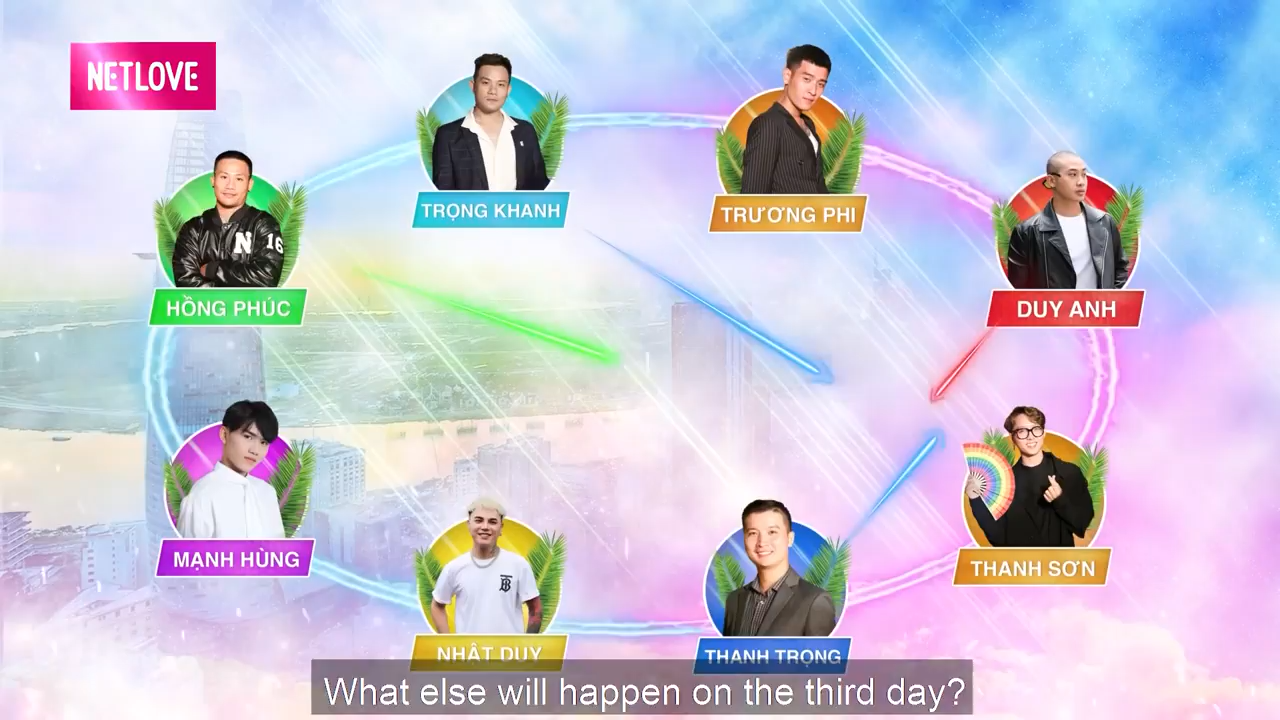 NETLOVE
TRỌNG KHANH
TRƯƠNG PHI
N 16
HỒNG PHÚC
DUY ANH
MẠNH HÙNG
THANH SƠN
NHẬT DUY
THANH TRỌNG
What else will happen on the third day?